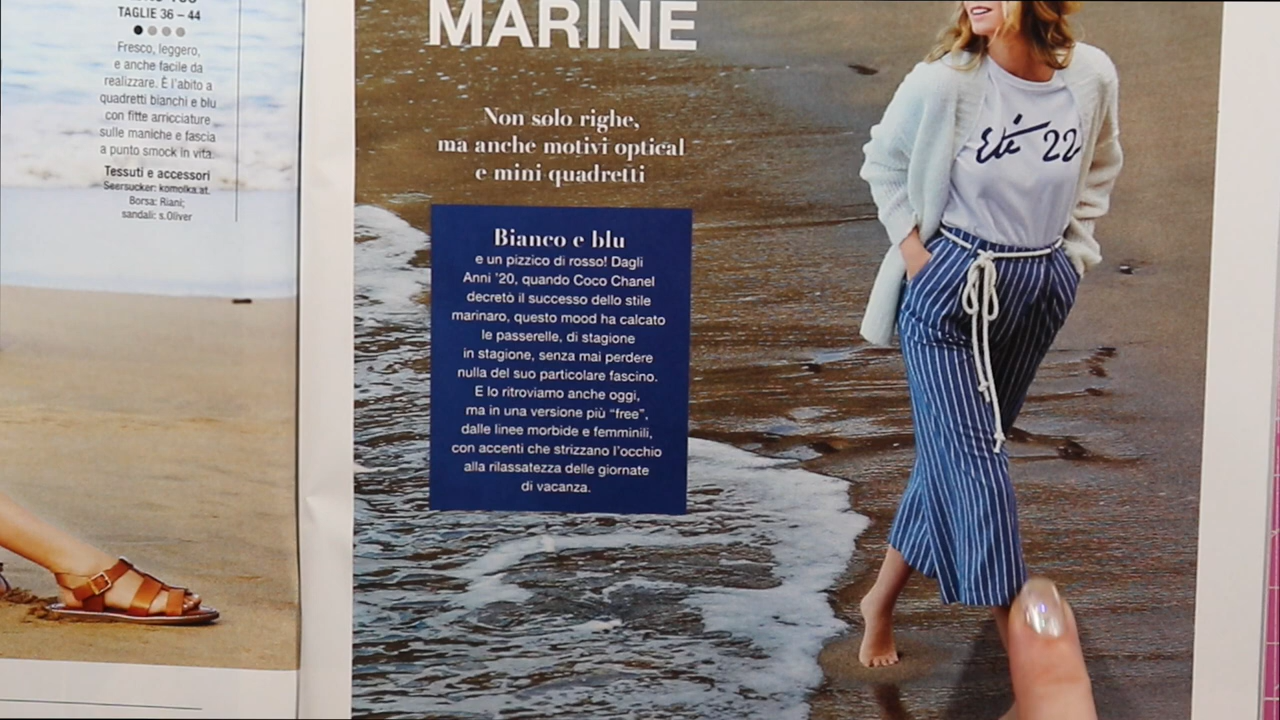 TAGLIE 36 – 44
Fresco, leggero,
e anche facile da
realizzare. È l'abito a
quadretti bianchi e blu
con fitte arricciature
sulle maniche e fascia
a punto smock in vita.
Tessuti e accessori
Seersucker: komolka.at.
Borsa: Riani;
sandali: s.Oliver
MARINE
Non solo righe,
ma anche motivi optical
e mini quadretti
Bianco e blu
e un pizzico di rosso! Dagli
Anni '20, quando Coco Chanel
decretò il successo dello stile
marinaro, questo mood ha calcato
le passerelle, di stagione
in stagione, senza mai perdere
nulla del suo particolare fascino.
E lo ritroviamo anche oggi,
ma in una versione più “free”,
dalle linee morbide e femminili,
con accenti che strizzano l'occhio
alla rilassatezza delle giornate
di vacanza.
22